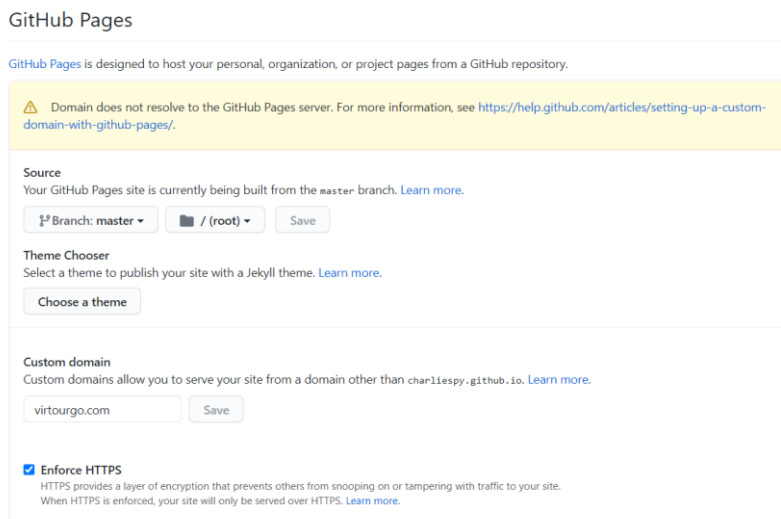 GitHub Pages
GitHub Pages is designed to host your personal, organization, or project pages from a GitHub repository.
Domain does not resolve to the GitHub Pages server. For more information, see https://help.github.com/articles/setting-up-a-custom-
domain-with-github-pages/.
Source
Your GitHub Pages site is currently being built from the master branch. Learn more.
Branch: master / (root) Save
Theme Chooser
Select a theme to publish your site with a Jekyll theme. Learn more.
Choose a theme
Custom domain
Custom domains allow you to serve your site from a domain other than charliespy.github.io. Learn more.
virtourgo.com Save
Enforce HTTPS
HTTPS provides a layer of encryption that prevents others from snooping on or tampering with traffic to your site.
When HTTPS is enforced, your site will only be served over HTTPS. Learn more.